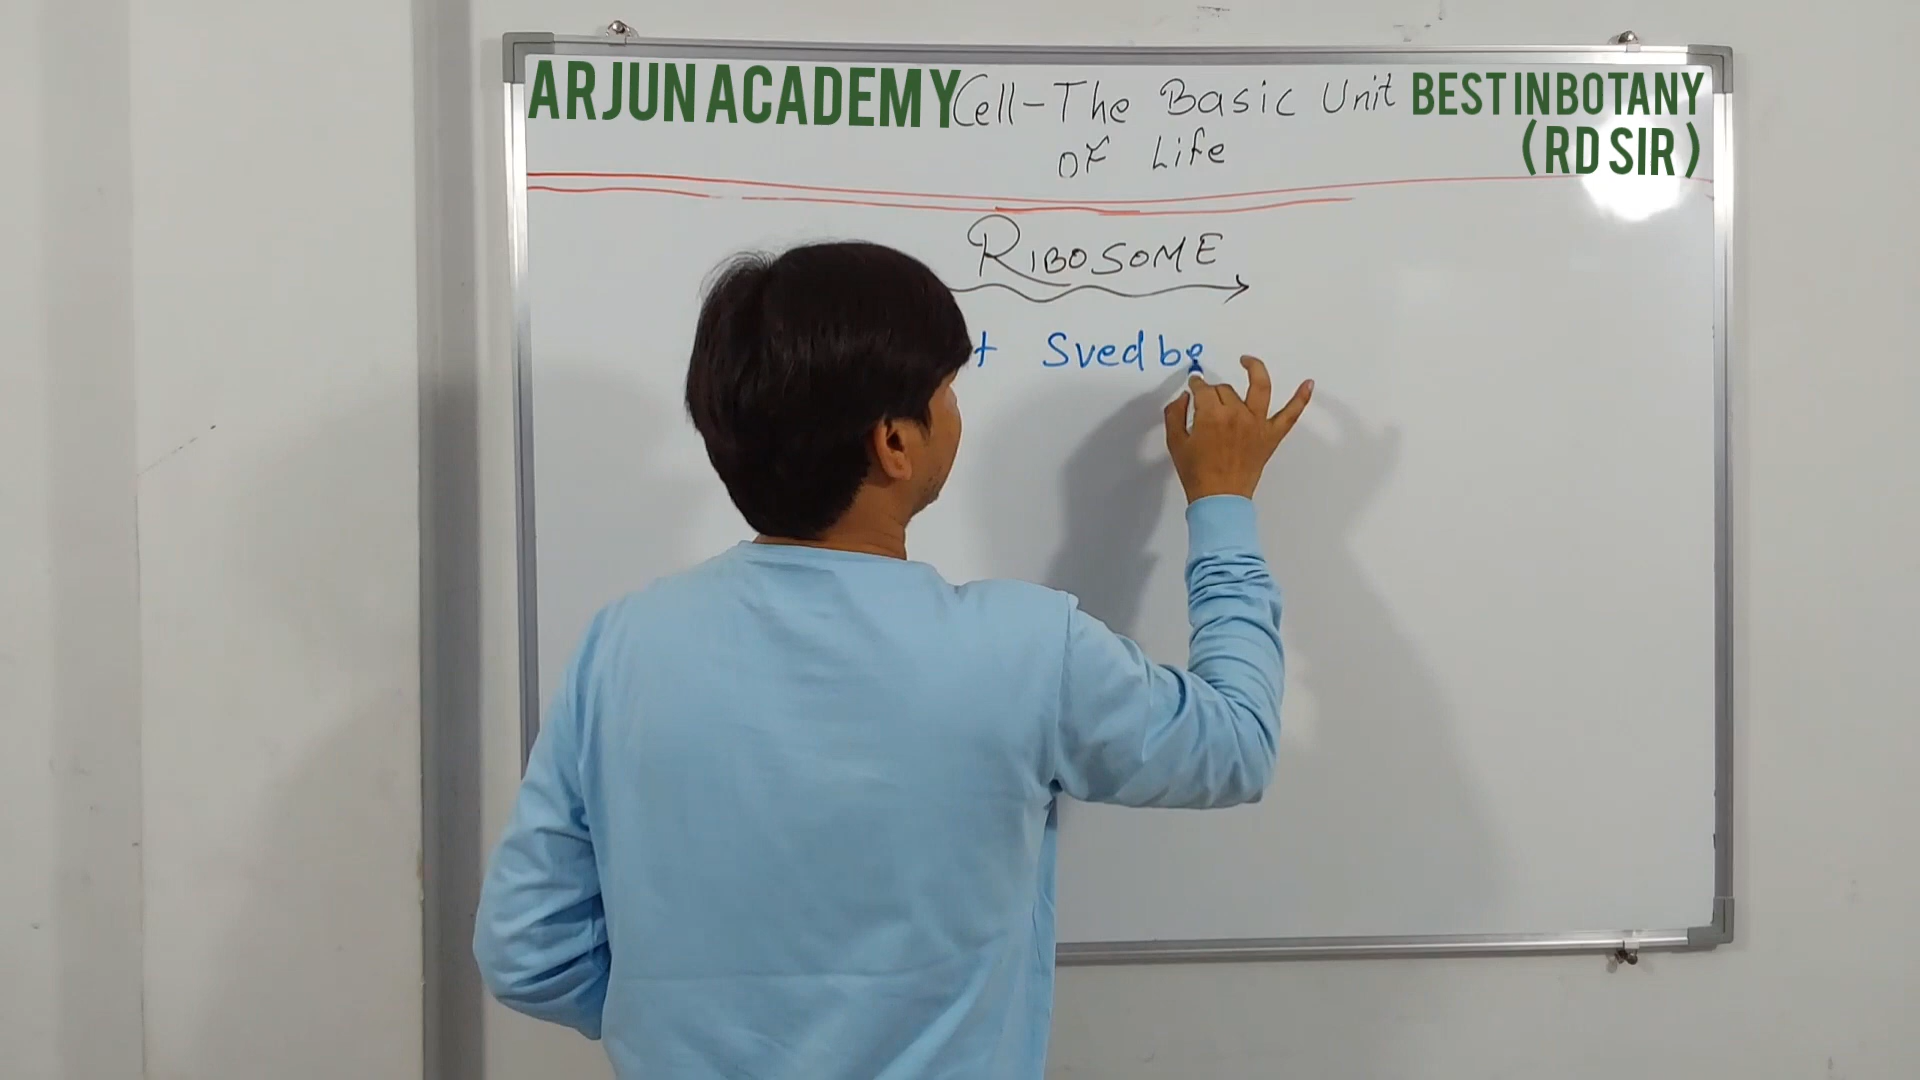 ARJUN ACADEMY Cell-The Basic Unit BEST IN BOTANY
OF Life (RD SIR)
RIBOSOME
Svedbe